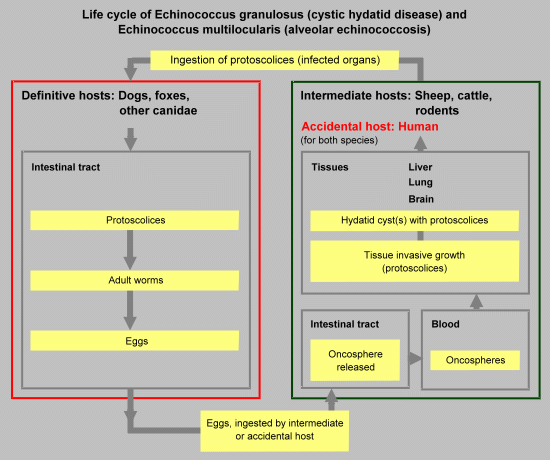 Life cycle of Echinococcus granulosus (cystic hydatid disease) and
Echinococcus multilocularis (alveolar echinococcosis)
Ingestion of protoscolices (infected organs)
Definitive hosts: Dogs, foxes,
other canidae
Intestinal tract
Protoscolices
Adult worms
Eggs
Intermediate hosts: Sheep, cattle,
rodents
Accidental host: Human
(for both species)
Tissues
Liver
Lung
Brain
Hydatid cyst(s) with protoscolices
Tissue invasive growth
(protoscolices)
Intestinal tract
Oncosphere
released
Blood
Oncospheres
Eggs, ingested by intermediate
or accidental host